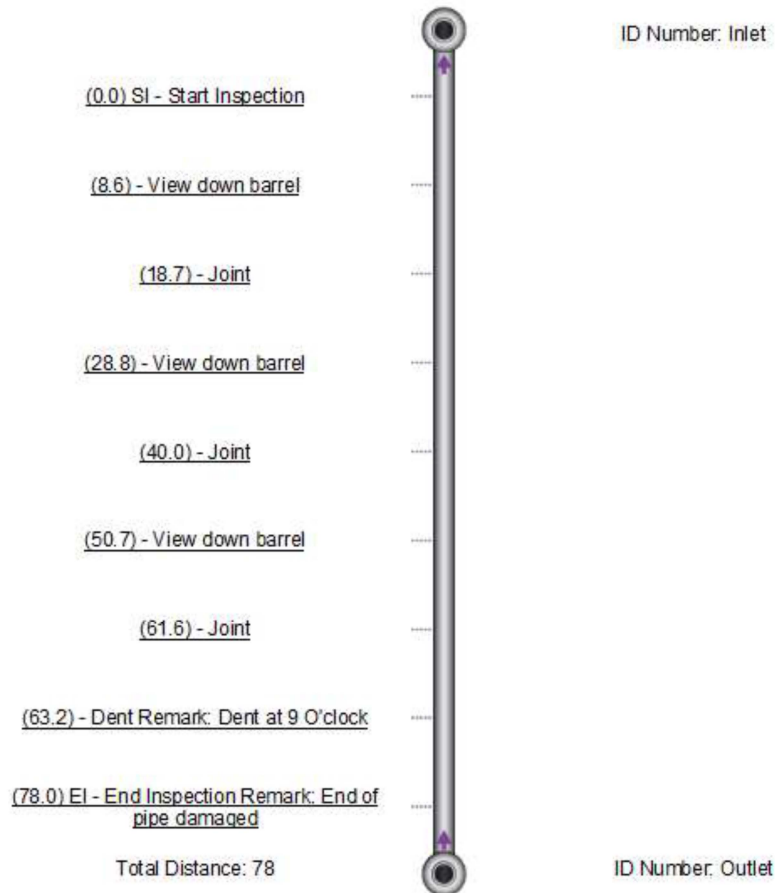 ID Number: Inlet
(0.0) SI - Start Inspection
(8.6) - View down barrel
(18.7) - Joint
(28.8) - View down barrel
(40.0) - Joint
(50.7) - View down barrel
(61.6) - Joint
(63.2) - Dent Remark: Dent at 9 O'clock
(78.0) EI - End Inspection Remark: End of
pipe damaged
Total Distance: 78
ID Number: Outlet